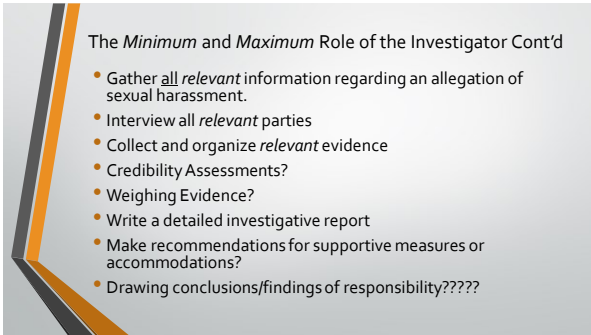 The Minimum and Maximum Role of the Investigator Cont'd
• Gather all relevant information regarding an allegation of
sexual harassment.
• Interview all relevant parties
• Collect and organize relevant evidence
• Credibility Assessments?
• Weighing Evidence?
• Write a detailed investigative report
• Make recommendations for supportive measures or
accommodations?
• Drawing conclusions/findings of responsibility?????